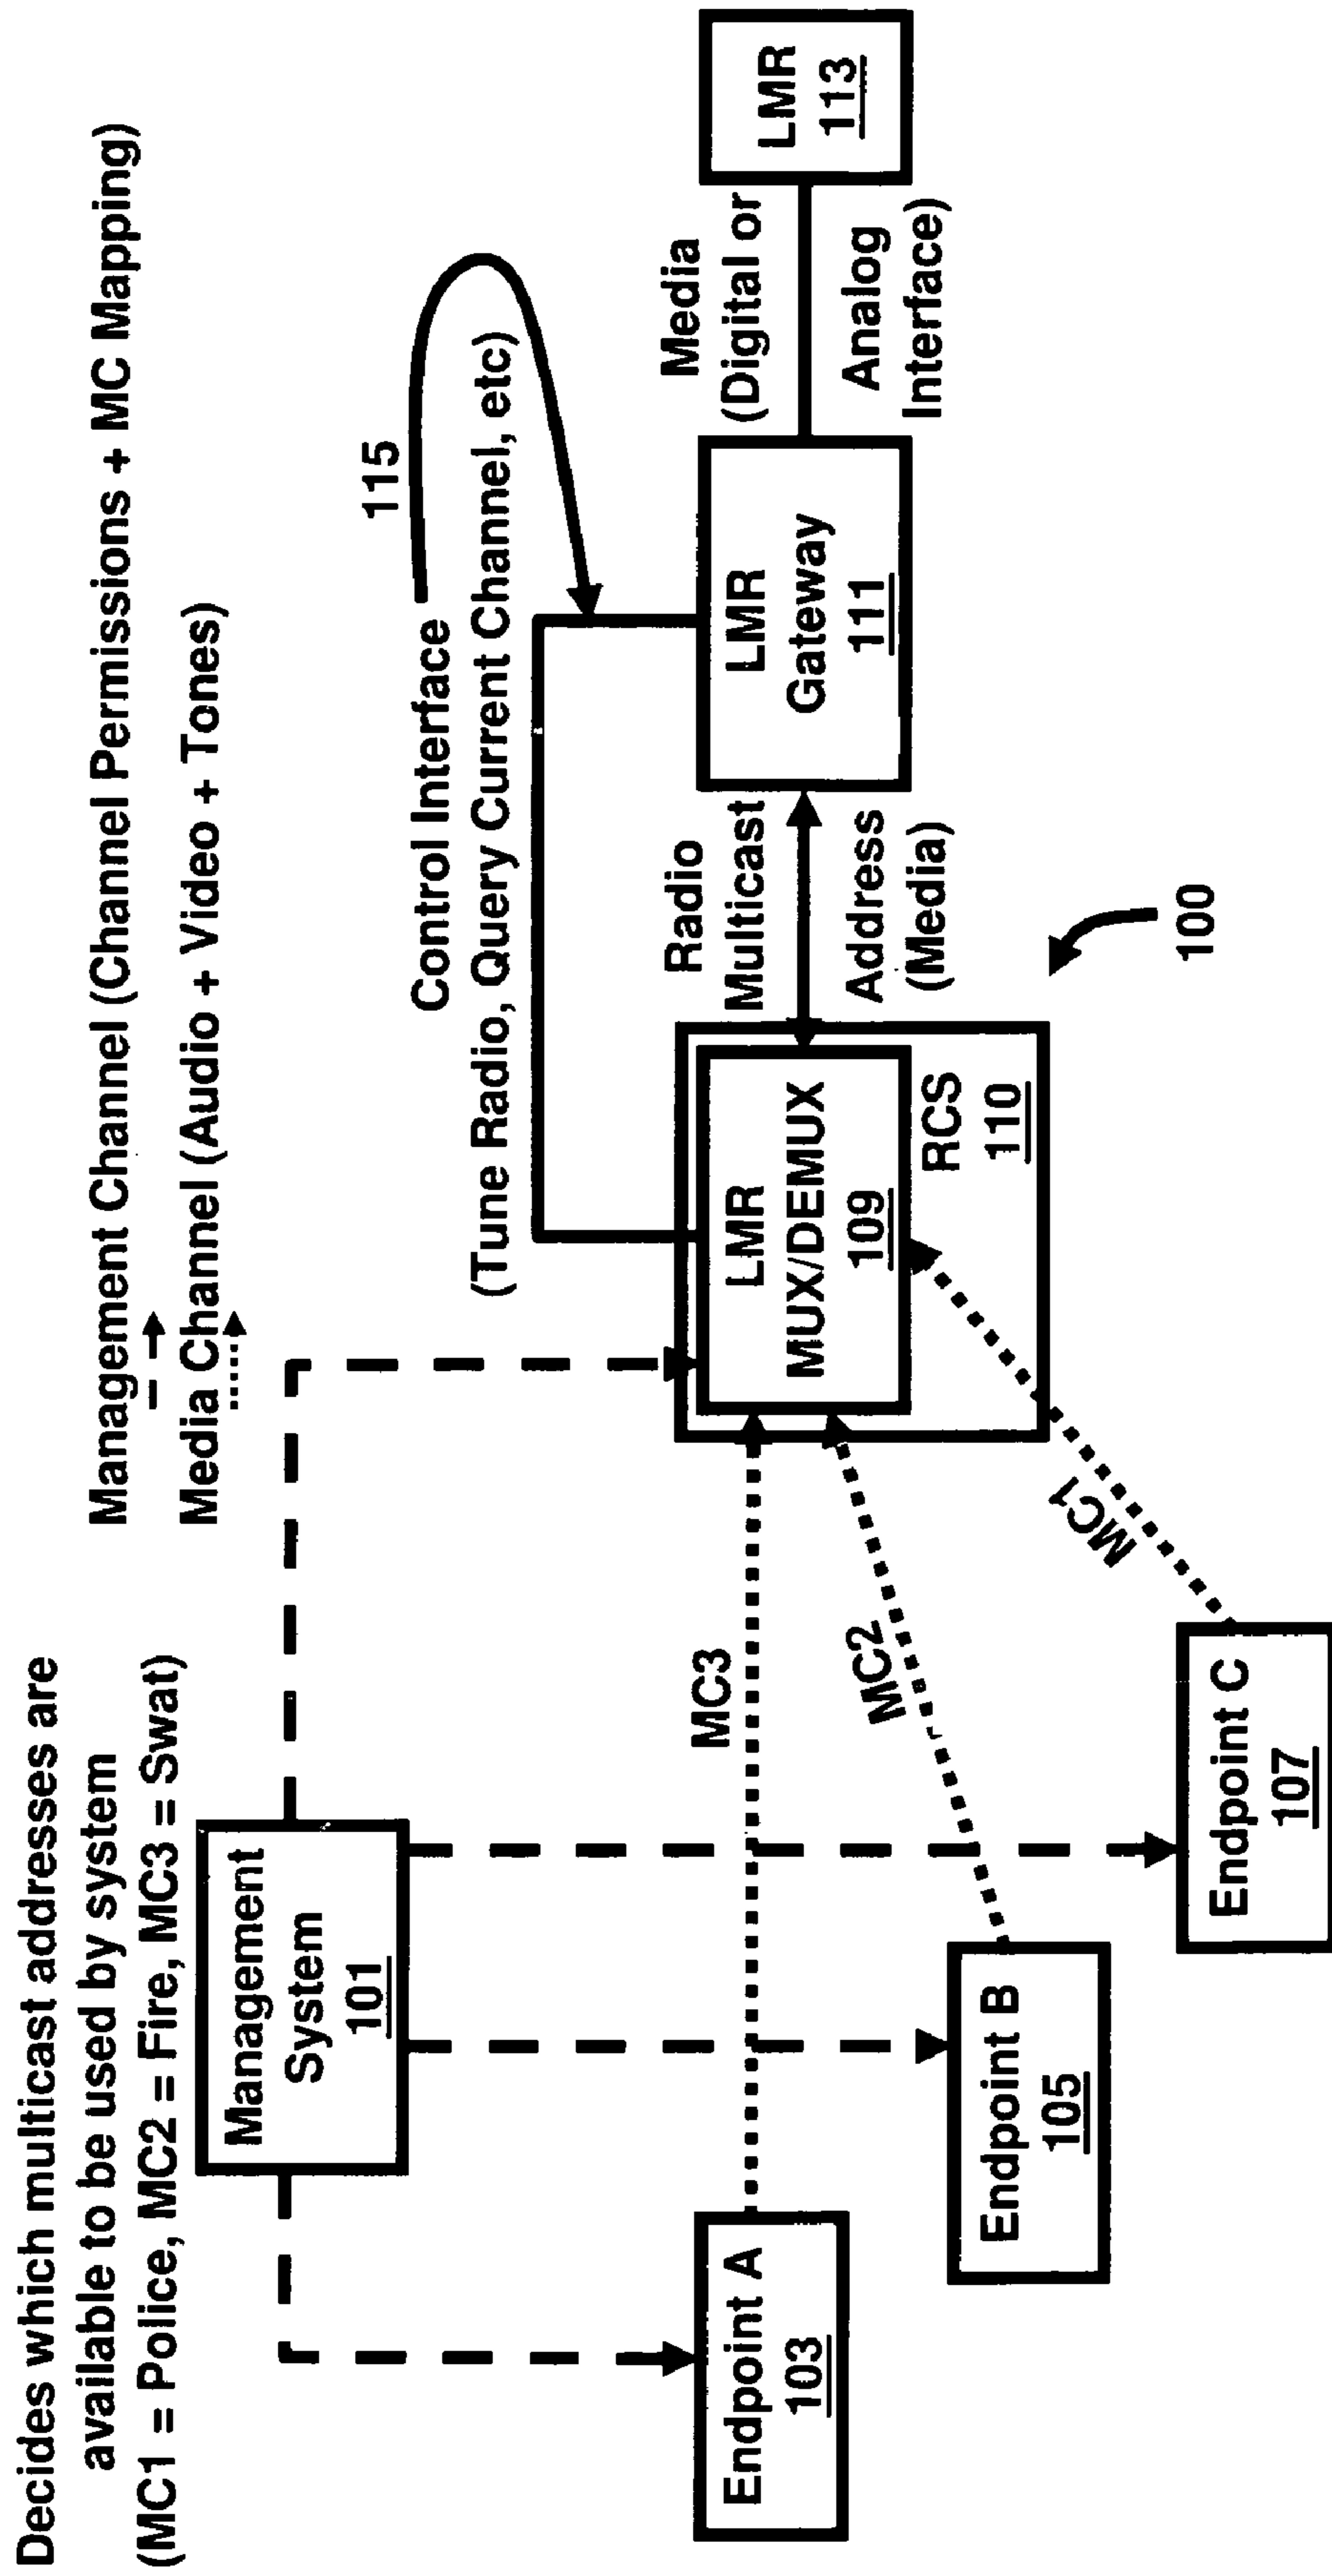 Decides which multicast addresses are
available to be used by system
(MC1 = Police, MC2 = Fire, MC3 = Swat)
Management Channel (Channel Permissions + MC Mapping)
Media Channel (Audio + Video + Tones)
Management
System
101
115
Control Interface
(Tune Radio, Query Current Channel, etc)
Endpoint A
103
Endpoint B
105
Endpoint C
107
MC3
MC2
MC1
LMR
MUX/DEMUX
109
RCS
110
Radio
Multicast
Address
(Media)
LMR
Gateway
111
Media
(Digital or
Analog
Interface)
LMR
113
100